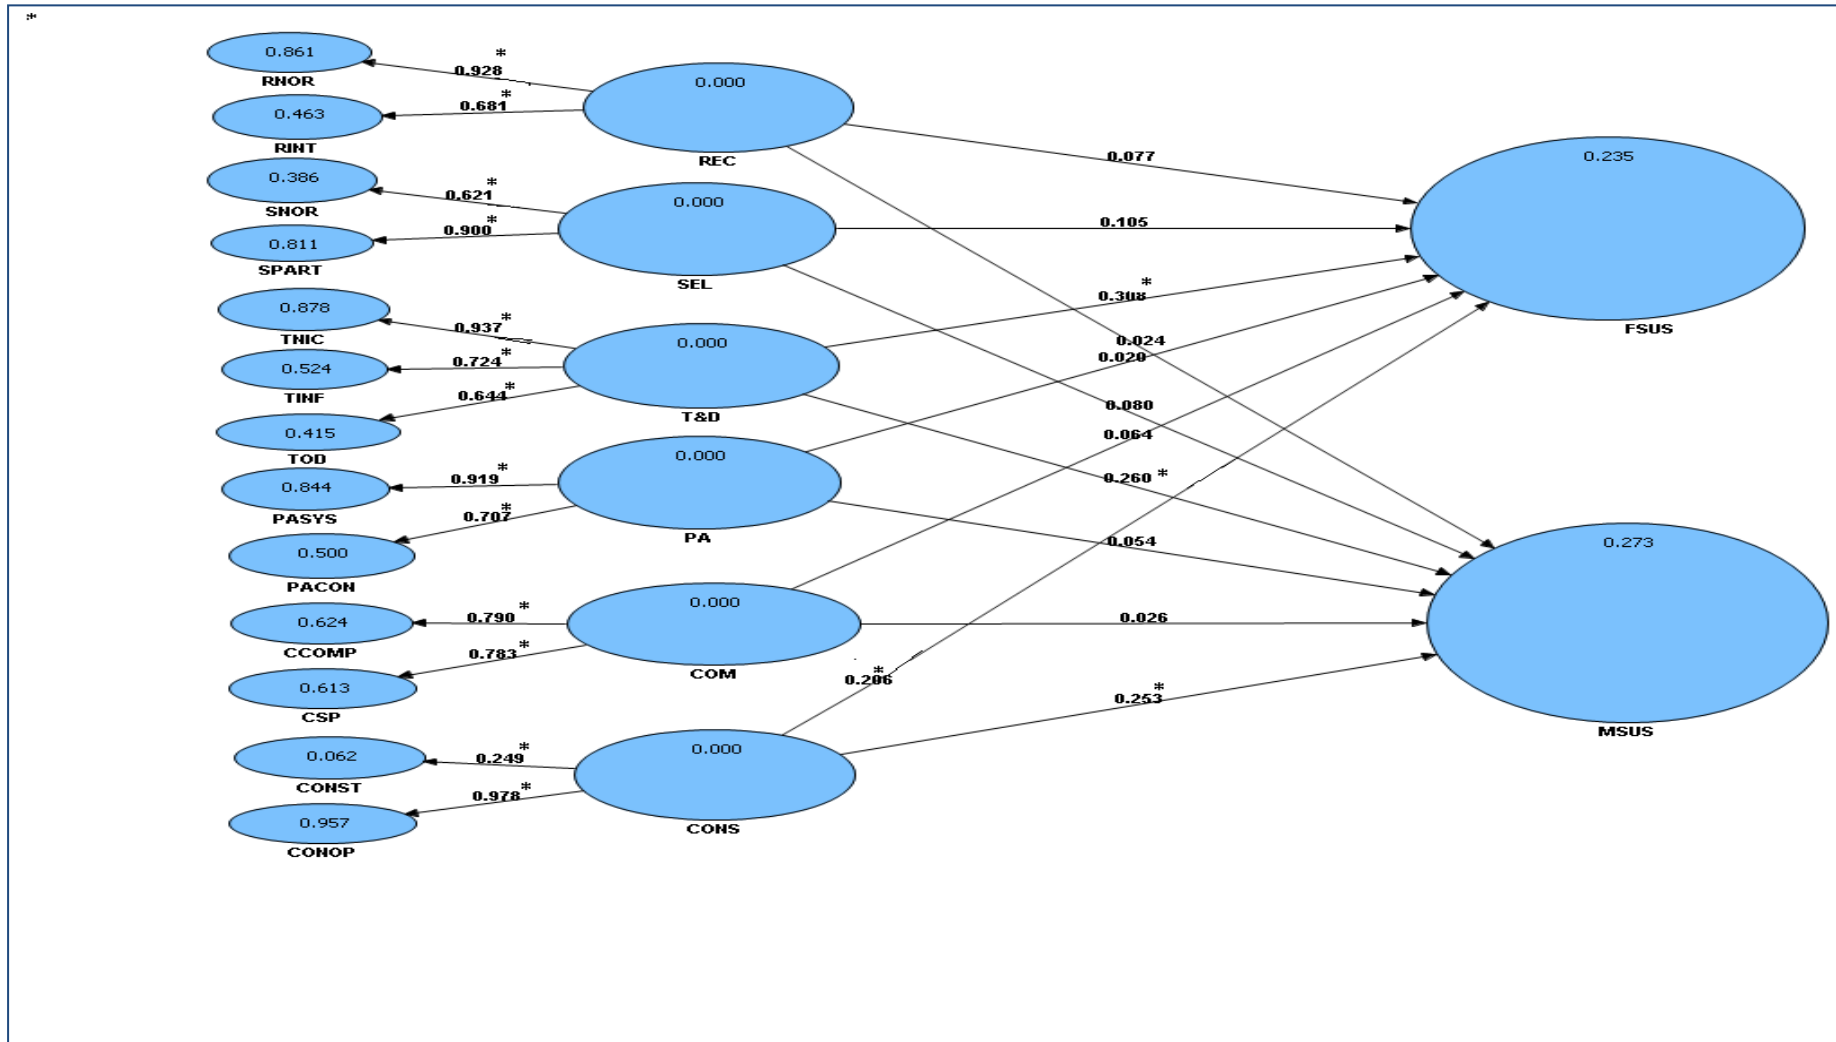 *
0.861
RNOR
0.928 *
0.463
RINT
0.681 *
0.000
REC
0.386
SNOR
0.621 *
0.811
SPART
0.900 *
0.000
SEL
0.878
TNIC
0.937 *
0.524
TINF
0.724 *
0.415
TOD
0.644 *
0.000
T&D
0.844
PASYS
0.919 *
0.500
PACON
0.707 *
0.000
PA
0.624
CCOMP
0.790 *
0.613
CSP
0.783 *
0.000
COM
0.062
CONST
0.249 *
0.957
CONOP
0.978 *
0.000
CONS
0.077
0.105
0.308 *
0.024
0.020
0.080
0.064
0.260 *
0.054
0.026
0.206 *
0.253 *
0.235
FSUS
0.273
MSUS